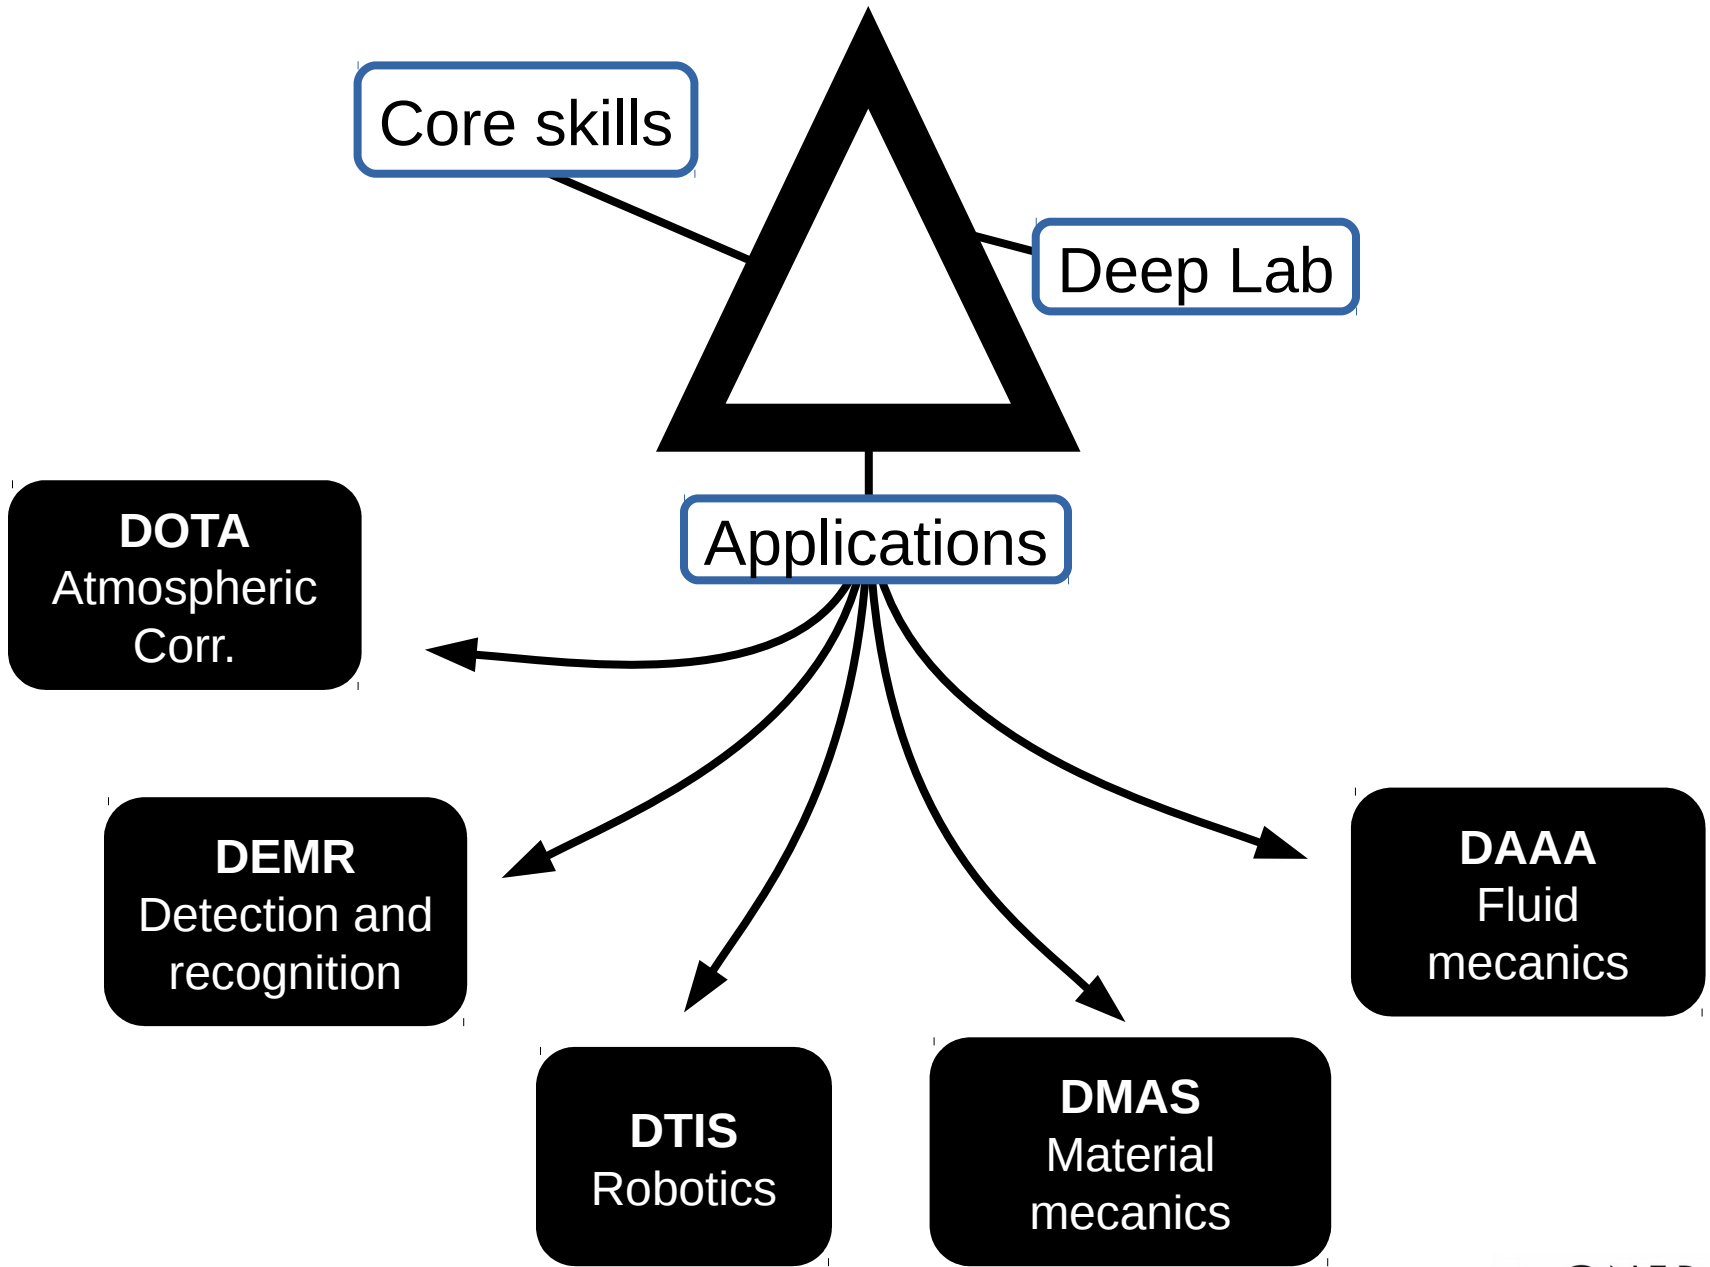 Core skills
Deep Lab
Applications
DOTA
Atmospheric
Corr.
DEMR
Detection and
recognition
DTIS
Robotics
DMAS
Material
mecanics
DAAA
Fluid
mecanics